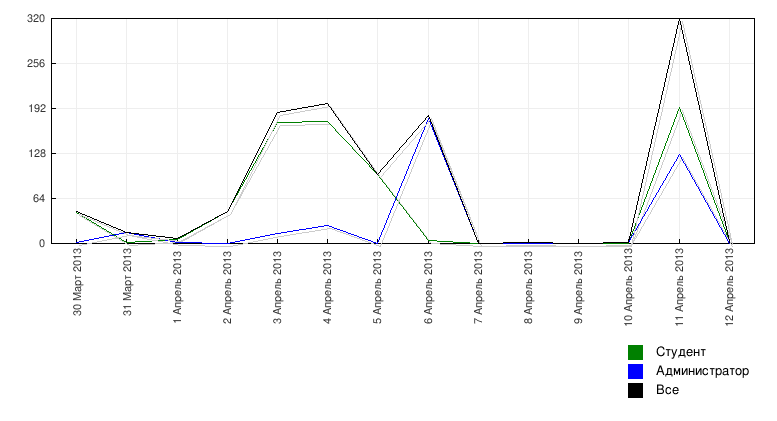 320
256
192
128
64
0
30 Март 2013
31 Март 2013
1 Апрель 2013
2 Апрель 2013
3 Апрель 2013
4 Апрель 2013
5 Апрель 2013
6 Апрель 2013
7 Апрель 2013
8 Апрель 2013
9 Апрель 2013
10 Апрель 2013
11 Апрель 2013
12 Апрель 2013
Студент
Администратор
Все